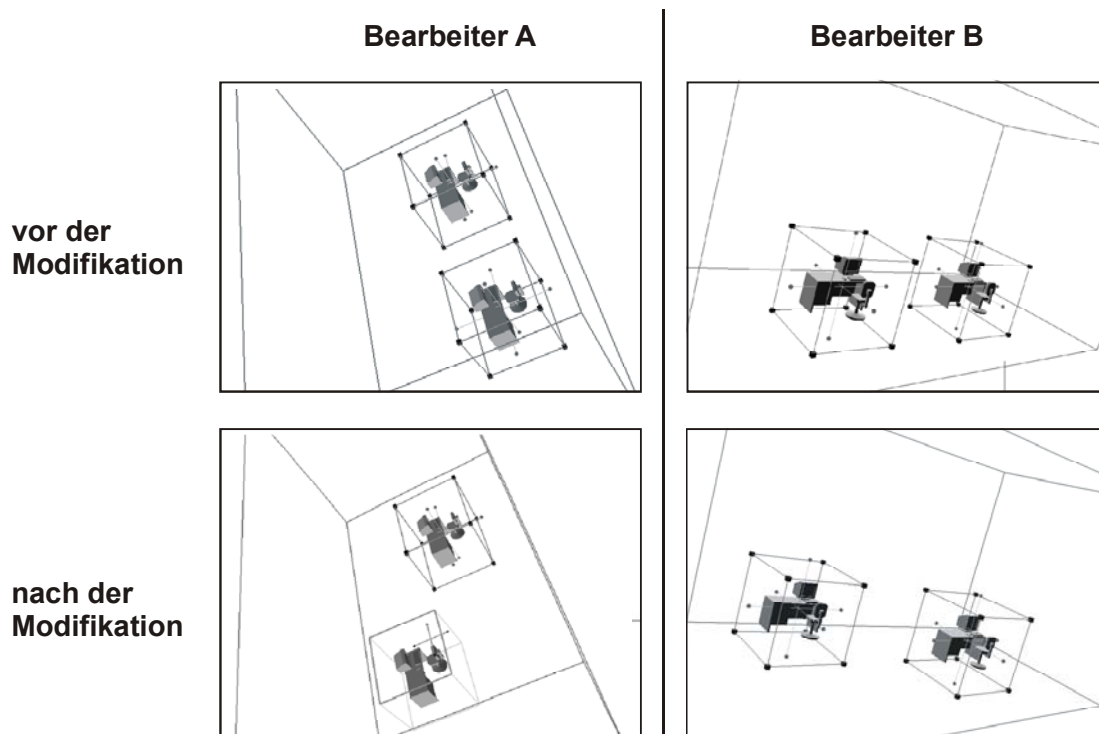 Bearbeiter A
Bearbeiter B
vor der
Modifikation
nach der
Modifikation